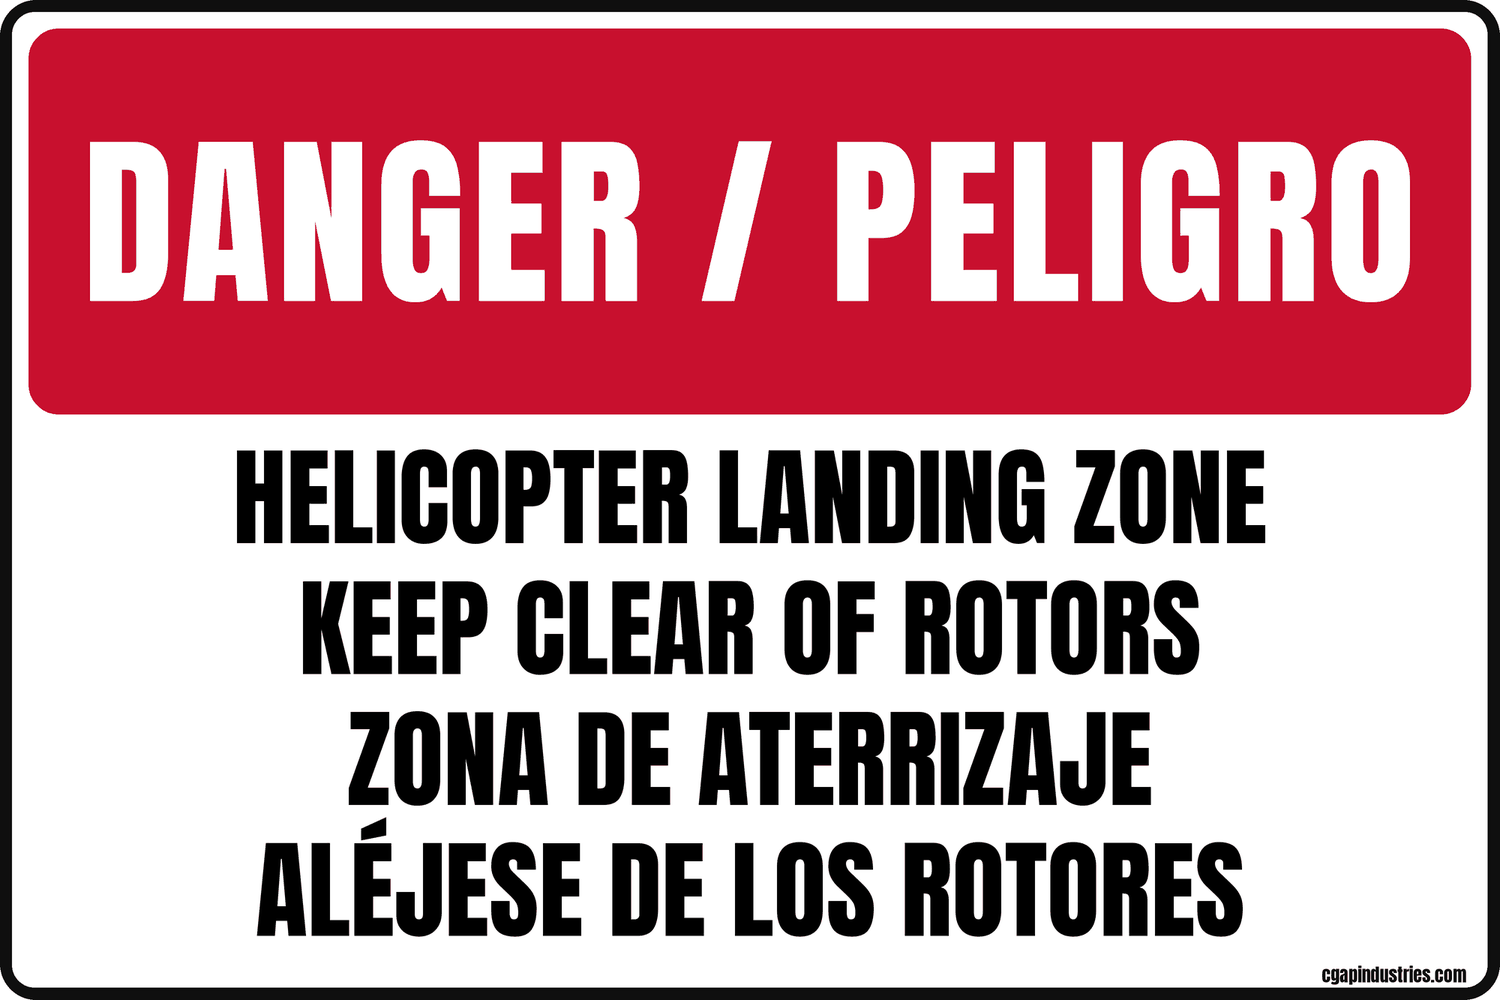 DANGER / PELIGRO
HELICOPTER LANDING ZONE
KEEP CLEAR OF ROTORS
ZONA DE ATERRIZAJE
ALÉJESE DE LOS ROTORES
cgapindustries.com